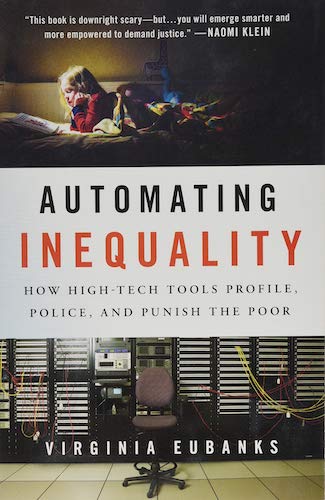 "This book is downright scary—but...you will emerge smarter and
more empowered to demand justice." —NAOMI KLEIN
AUTOMATING
INEQUALITY
HOW HIGH-TECH TOOLS PROFILE,
POLICE, AND PUNISH THE POOR
VIRGINIA EUBANKS